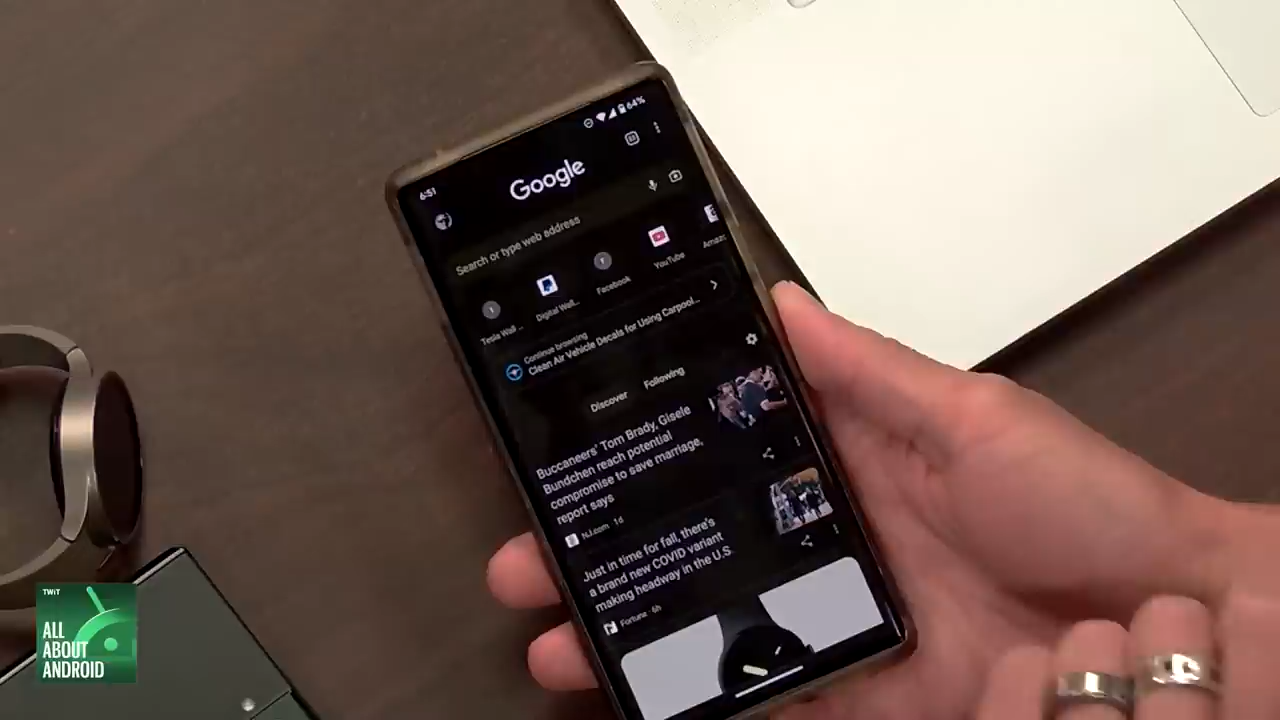 64%
6:51
Google
Search or type web address
Tesla Wall ...
Digital Wall...
Facebook
YouTube
Amaz
Continue browsing
Clean Air Vehicle Decals for Using Carpool...
Discover
Following
Buccaneers' Tom Brady, Gisele
Bundchen reach potential
compromise to save marriage,
report says
NJ.com 1d
Just in time for fall, there's
a brand new COVID variant
making headway in the U.S.
Fortune 6h
TWiT
ALL
ABOUT
ANDROID